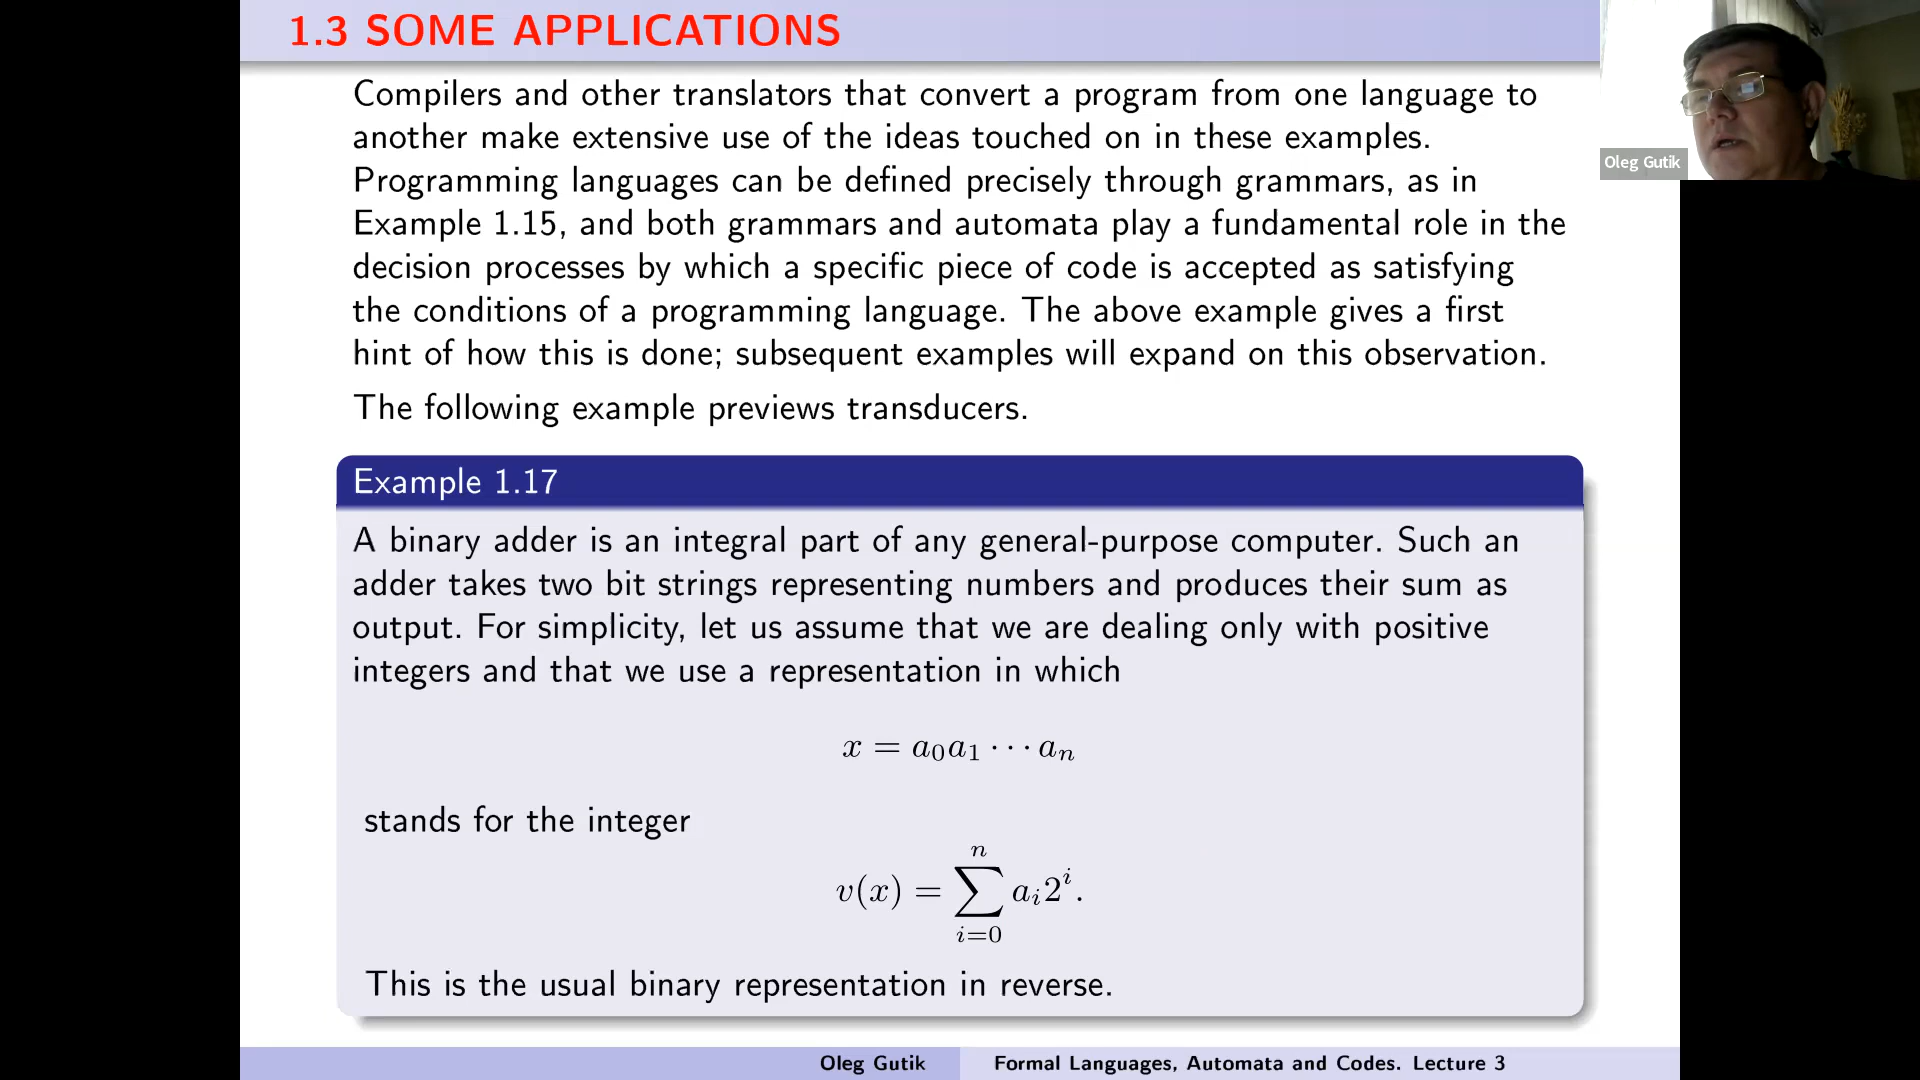 1.3 SOME APPLICATIONS
Compilers and other translators that convert a program from one language to
another make extensive use of the ideas touched on in these examples.
Programming languages can be defined precisely through grammars, as in
Example 1.15, and both grammars and automata play a fundamental role in the
decision processes by which a specific piece of code is accepted as satisfying
the conditions of a programming language. The above example gives a first
hint of how this is done; subsequent examples will expand on this observation.
The following example previews transducers.
Example 1.17
A binary adder is an integral part of any general-purpose computer. Such an
adder takes two bit strings representing numbers and produces their sum as
output. For simplicity, let us assume that we are dealing only with positive
integers and that we use a representation in which
x = a₀a₁ ⋯ aₙ
stands for the integer
v(x) = ∑_{i=0}^{n} aᵢ2ⁱ.
This is the usual binary representation in reverse.
Oleg Gutik Formal Languages, Automata and Codes. Lecture 3
Oleg Gutik